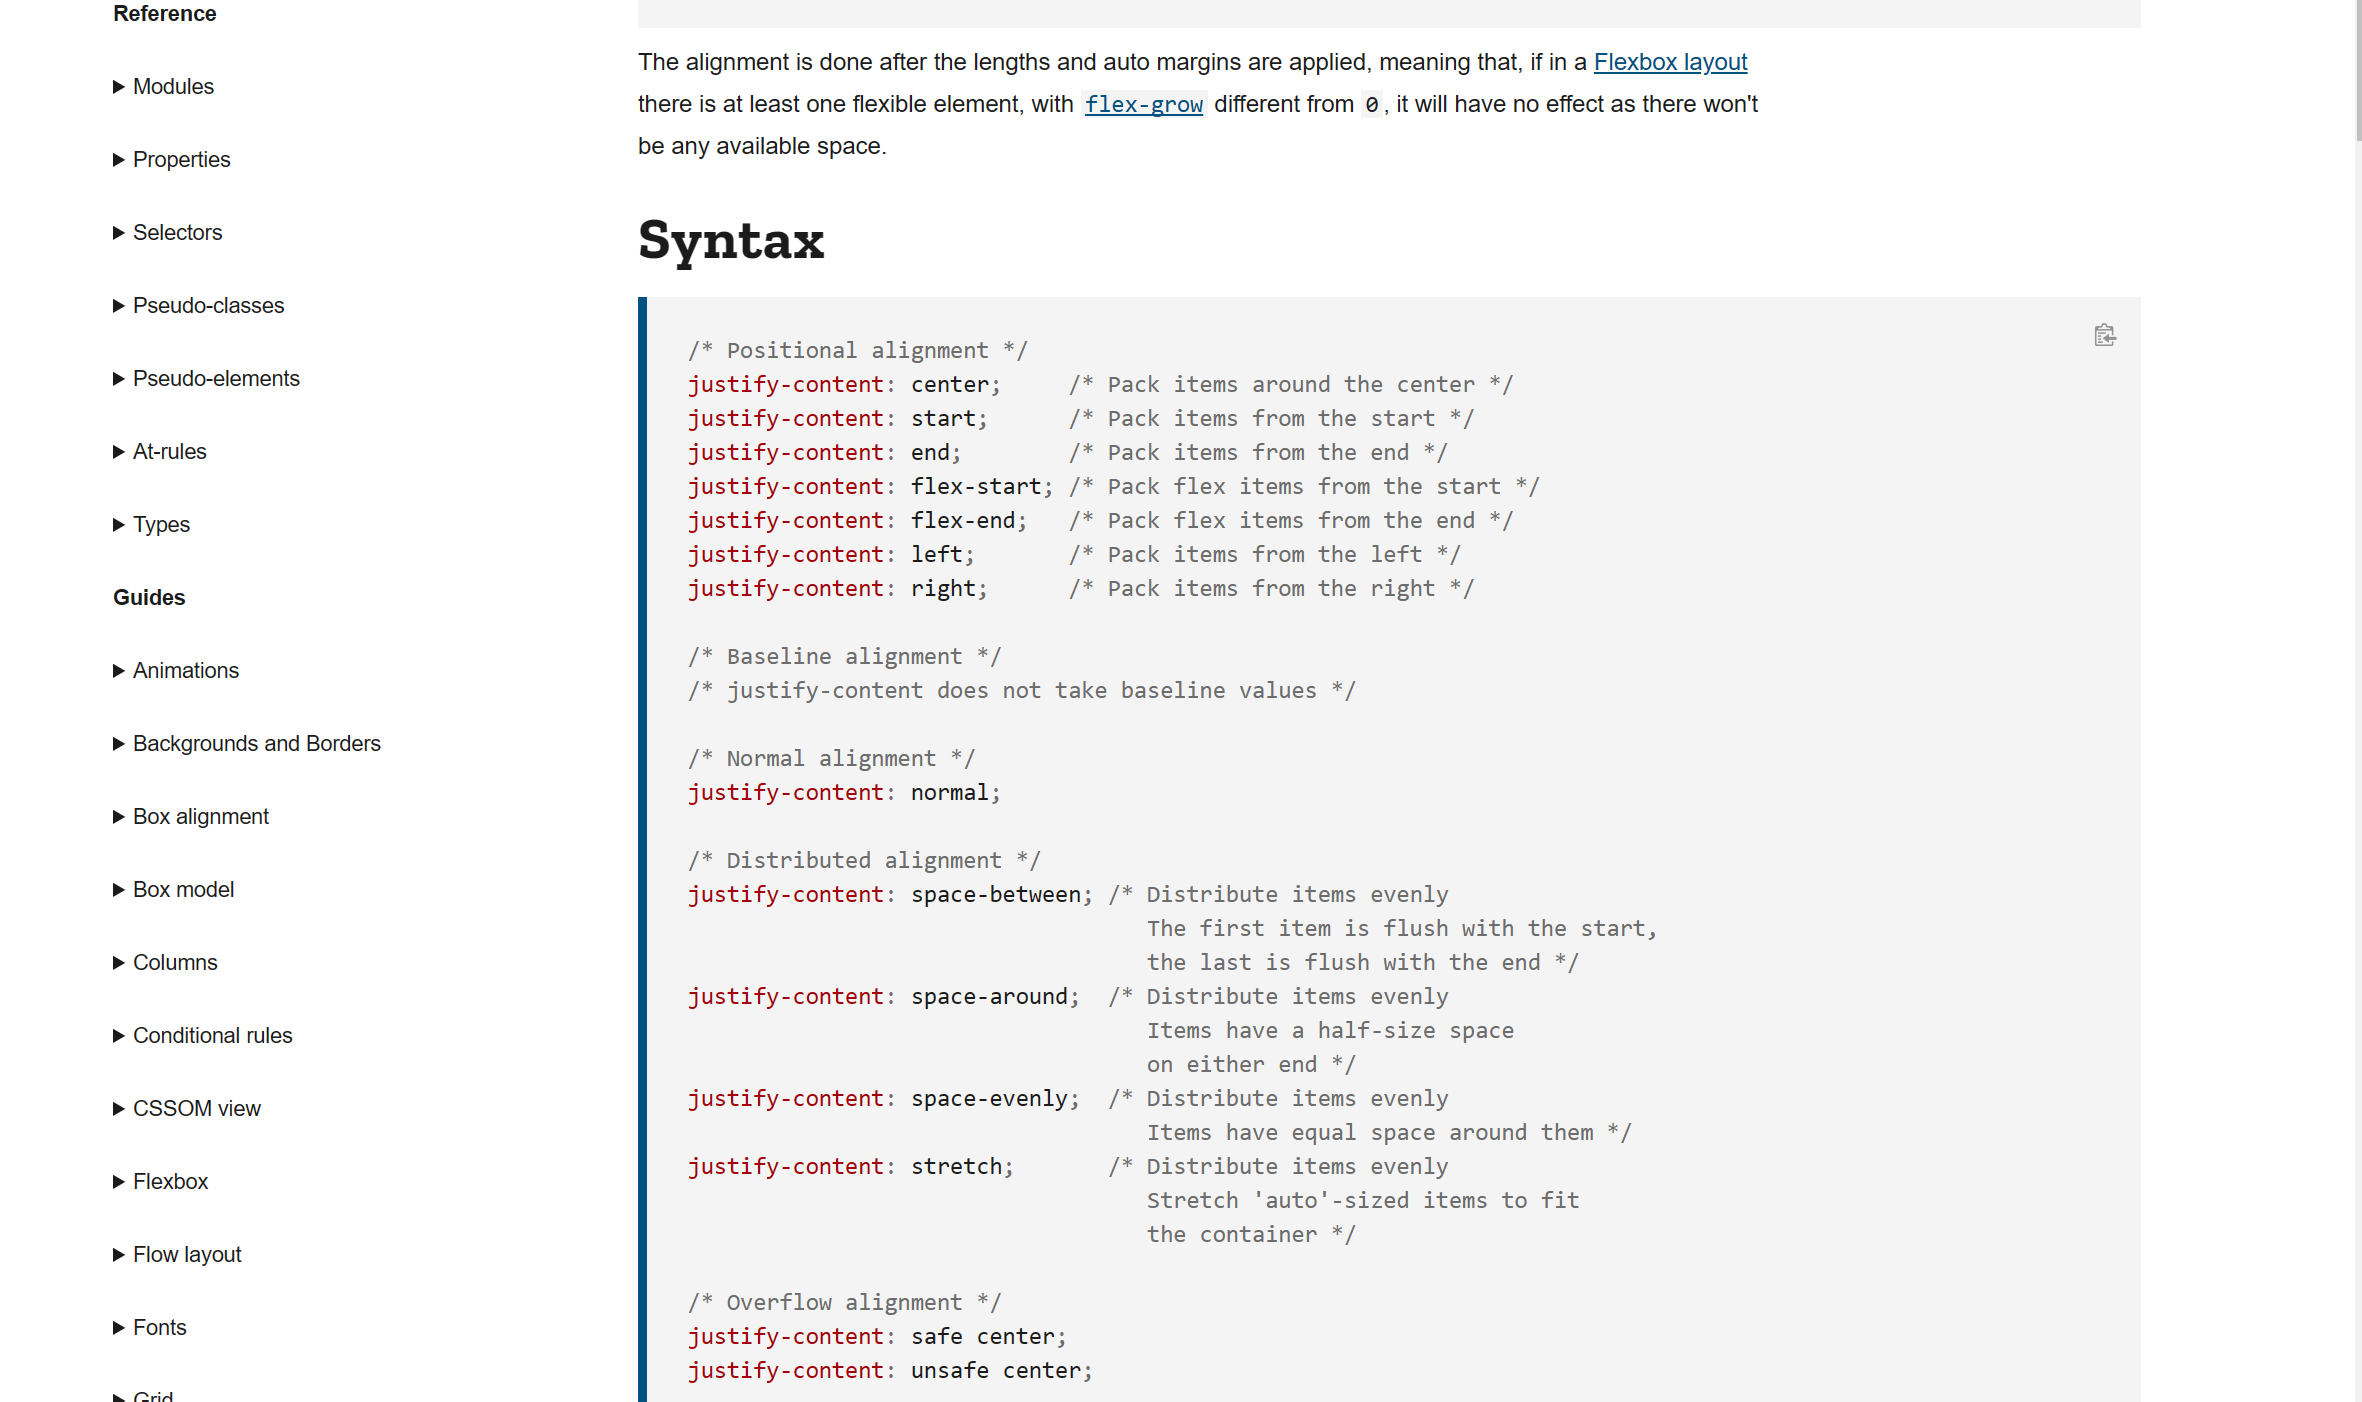 Reference
Modules
Properties
Selectors
Pseudo-classes
Pseudo-elements
At-rules
Types
Guides
Animations
Backgrounds and Borders
Box alignment
Box model
Columns
Conditional rules
CSSOM view
Flexbox
Flow layout
Fonts
Grid
The alignment is done after the lengths and auto margins are applied, meaning that, if in a Flexbox layout
there is at least one flexible element, with flex-grow different from 0, it will have no effect as there won't
be any available space.
Syntax
/* Positional alignment */
justify-content: center;     /* Pack items around the center */
justify-content: start;      /* Pack items from the start */
justify-content: end;        /* Pack items from the end */
justify-content: flex-start; /* Pack flex items from the start */
justify-content: flex-end;   /* Pack flex items from the end */
justify-content: left;       /* Pack items from the left */
justify-content: right;      /* Pack items from the right */
/* Baseline alignment */
/* justify-content does not take baseline values */
/* Normal alignment */
justify-content: normal;
/* Distributed alignment */
justify-content: space-between; /* Distribute items evenly
The first item is flush with the start,
the last is flush with the end */
justify-content: space-around;  /* Distribute items evenly
Items have a half-size space
on either end */
justify-content: space-evenly;  /* Distribute items evenly
Items have equal space around them */
justify-content: stretch;       /* Distribute items evenly
Stretch 'auto'-sized items to fit
the container */
/* Overflow alignment */
justify-content: safe center;
justify-content: unsafe center;